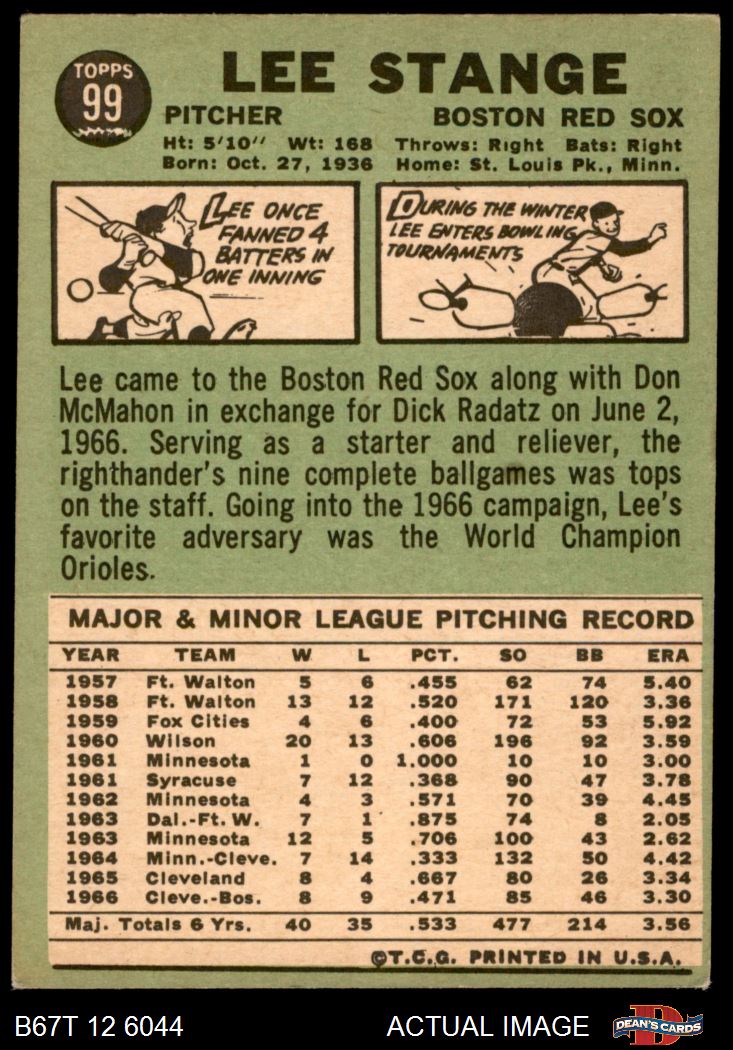 TOPPS
99
LEE STANGE
PITCHER BOSTON RED SOX
Ht: 5'10" Wt: 168 Throws: Right Bats: Right
Born: Oct. 27, 1936 Home: St. Louis Pk., Minn.
LEE ONCE
FANNED 4
BATTERS IN
ONE INNING
DURING THE WINTER
LEE ENTERS BOWLING
TOURNAMENTS
Lee came to the Boston Red Sox along with Don
McMahon in exchange for Dick Radatz on June 2,
1966. Serving as a starter and reliever, the
righthander's nine complete ballgames was tops
on the staff. Going into the 1966 campaign, Lee's
favorite adversary was the World Champion
Orioles.
MAJOR & MINOR LEAGUE PITCHING RECORD
YEAR TEAM W L PCT. SO BB ERA
1957 Ft. Walton 5 6 .455 62 74 5.40
1958 Ft. Walton 13 12 .520 171 120 3.36
1959 Fox Cities 4 6 .400 72 53 5.92
1960 Wilson 20 13 .606 196 92 3.59
1961 Minnesota 1 0 1.000 10 10 3.00
1961 Syracuse 7 12 .368 90 47 3.78
1962 Minnesota 4 3 .571 70 39 4.45
1963 Dal.-Ft. W. 7 1 .875 74 8 2.05
1963 Minnesota 12 5 .706 100 43 2.62
1964 Minn.-Cleve. 7 14 .333 132 50 4.42
1965 Cleveland 8 4 .667 80 26 3.34
1966 Cleve.-Bos. 8 9 .471 85 46 3.30
Maj. Totals 6 Yrs. 40 35 .533 477 214 3.56
©T.C.G. PRINTED IN U.S.A.
B67T 12 6044 ACTUAL IMAGE DEAN'S CARDS